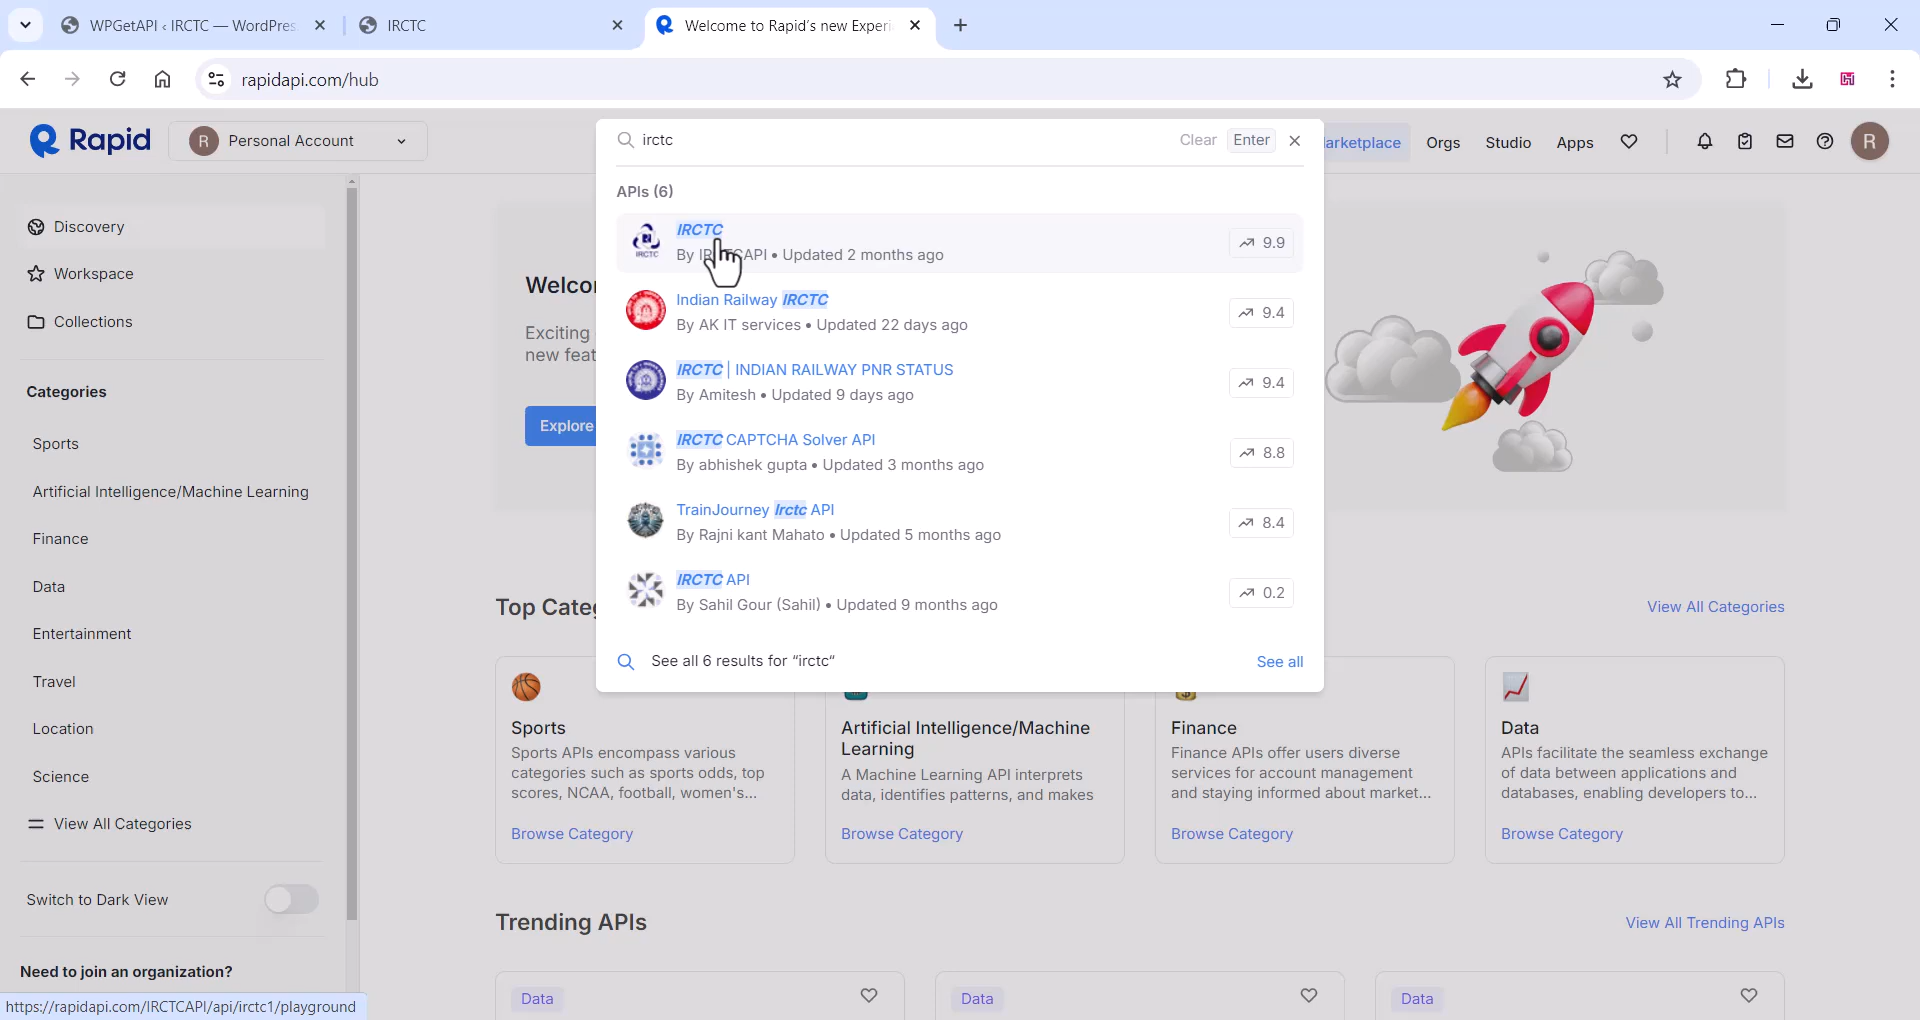 WPGetAPI ‹ IRCTC — WordPres
IRCTC
Welcome to Rapid's new Experi
rapidapi.com/hub
Rapid
R Personal Account
irctc
Clear Enter
arketplace Orgs Studio Apps R
Discovery
Workspace
Collections
Categories
Sports
Artificial Intelligence/Machine Learning
Finance
Data
Entertainment
Travel
Location
Science
View All Categories
Switch to Dark View
Need to join an organization?
https://rapidapi.com/IRCTCAPI/api/irctc1/playground
APIs (6)
IRCTC
IRCTC
By • Updated 2 months ago
9.9
Indian Railway IRCTC
By AK IT services • Updated 22 days ago
9.4
IRCTC | INDIAN RAILWAY PNR STATUS
By Amitesh • Updated 9 days ago
9.4
IRCTC CAPTCHA Solver API
By abhishek gupta • Updated 3 months ago
8.8
TrainJourney Irctc API
By Rajni kant Mahato • Updated 5 months ago
8.4
IRCTC API
By Sahil Gour (Sahil) • Updated 9 months ago
0.2
See all 6 results for “irctc“
See all
Exciting
new feat
Explore
Top
View All Categories
Sports
Sports APIs encompass various
categories such as sports odds, top
scores, NCAA, football, women's...
Browse Category
Artificial Intelligence/Machine
Learning
A Machine Learning API interprets
data, identifies patterns, and makes
Browse Category
Finance
Finance APIs offer users diverse
services for account management
and staying informed about market...
Browse Category
Data
APIs facilitate the seamless exchange
of data between applications and
databases, enabling developers to...
Browse Category
Trending APIs
View All Trending APIs
Data
Data
Data